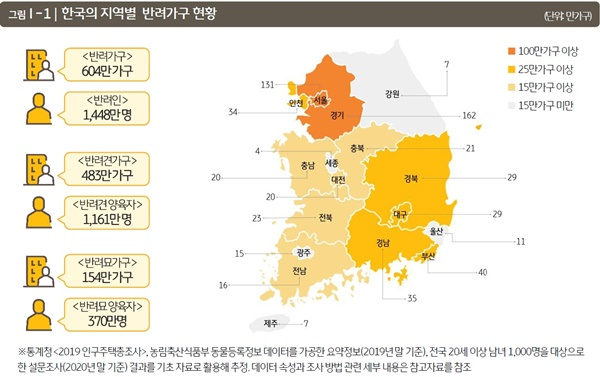 그림 Ⅰ-1 | 한국의 지역별 반려가구 현황
(단위: 만가구)
<반려가구>
604만가구
<반려인>
1,448만명
<반려견가구>
483만가구
<반려견양육자>
1,161만명
<반려묘가구>
154만가구
<반려묘양육자>
370만명
100만가구 이상
25만가구 이상
15만가구 이상
15만가구 미만
131
인천
서울
경기
강원
7
34
162
4
충북
21
충남
세종
대전
경북
20
29
20
전북
대구
29
25
울산
11
경남
15
광주
부산
전남
40
16
35
제주
7
※통계청 <2019 인구주택총조사>, 농림축산식품부 동물등록정보 데이터를 가공한 요약정보(2019년 말 기준), 전국 20세 이상 남녀 1,000명을 대상으로
한 설문조사(2020년 말 기준) 결과를 기초 자료로 활용해 추정. 데이터 속성과 조사 방법 관련 세부 내용은 참고자료를 참조